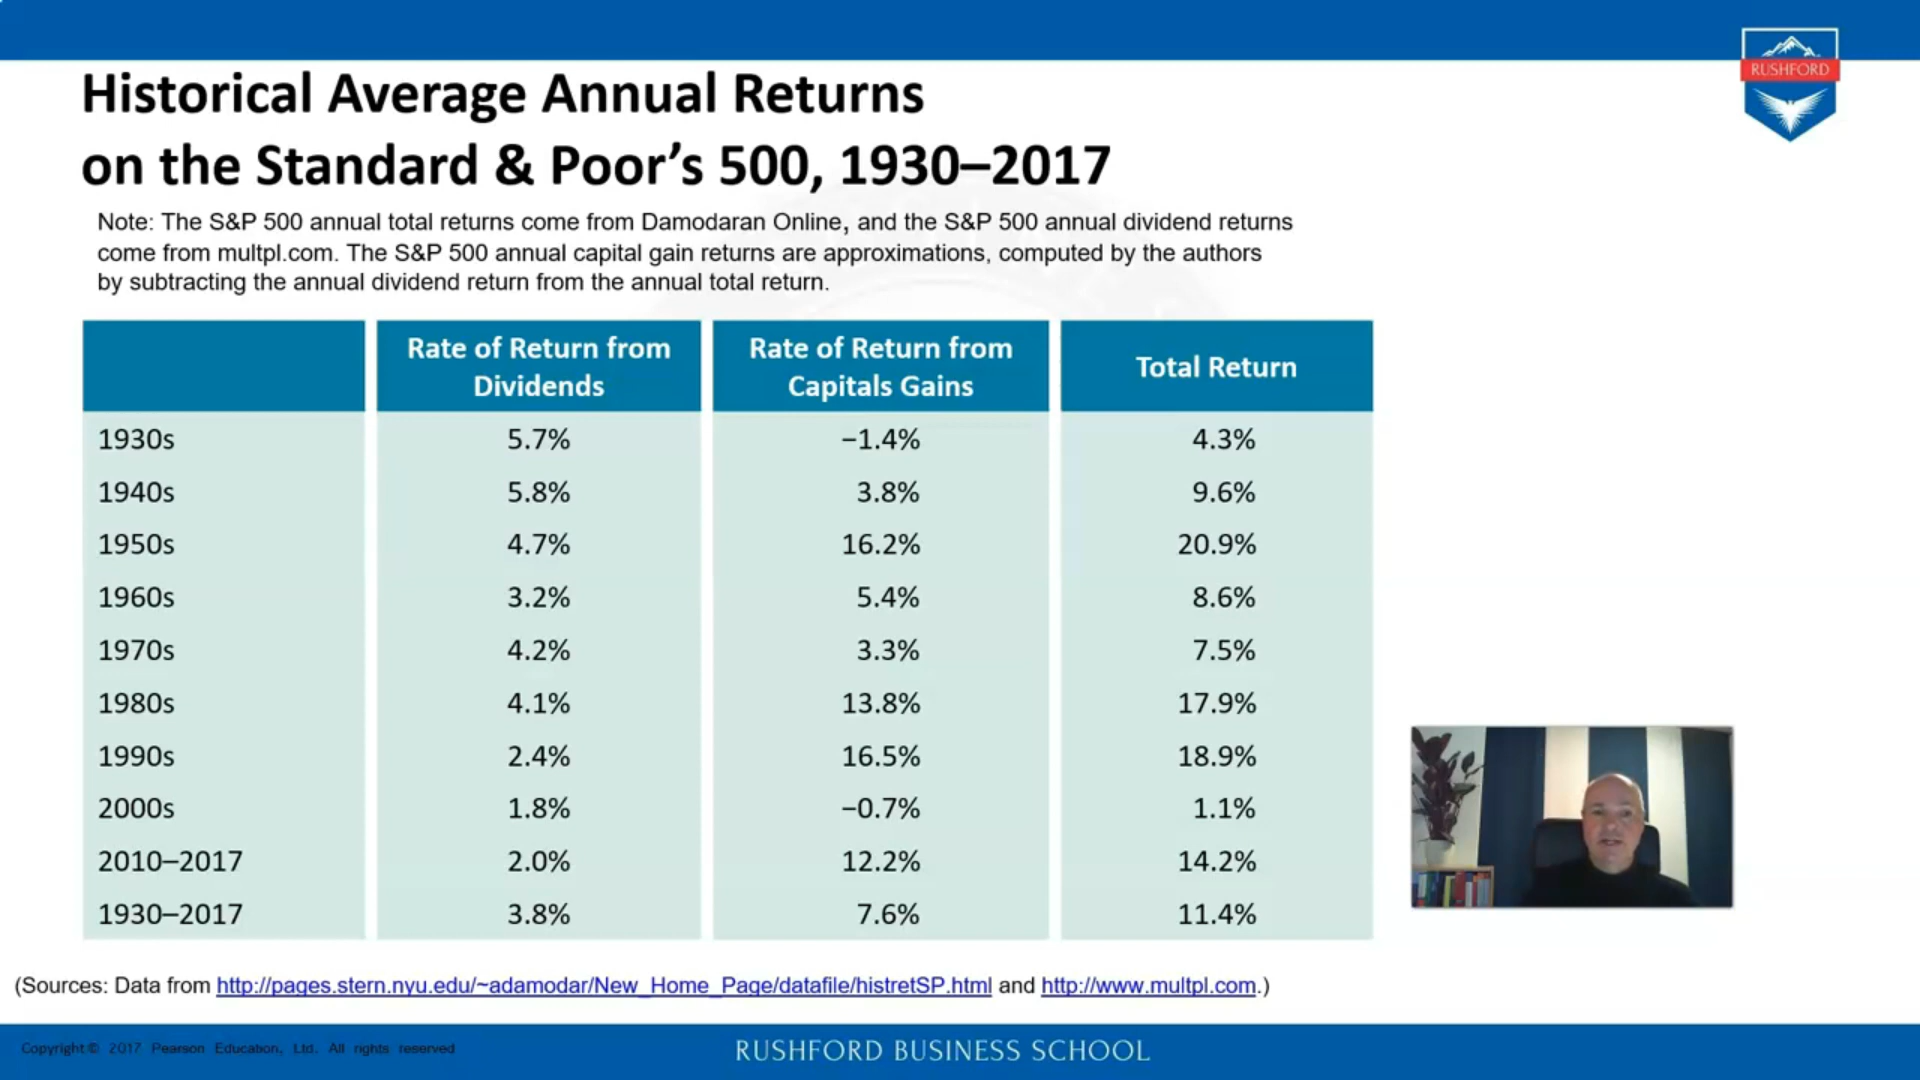 RUSHFORD
Historical Average Annual Returns
on the Standard & Poor’s 500, 1930–2017
Note: The S&P 500 annual total returns come from Damodaran Online, and the S&P 500 annual dividend returns
come from multpl.com. The S&P 500 annual capital gain returns are approximations, computed by the authors
by subtracting the annual dividend return from the annual total return.
Rate of Return from Dividends Rate of Return from Capitals Gains Total Return
1930s 5.7% −1.4% 4.3%
1940s 5.8% 3.8% 9.6%
1950s 4.7% 16.2% 20.9%
1960s 3.2% 5.4% 8.6%
1970s 4.2% 3.3% 7.5%
1980s 4.1% 13.8% 17.9%
1990s 2.4% 16.5% 18.9%
2000s 1.8% −0.7% 1.1%
2010–2017 2.0% 12.2% 14.2%
1930–2017 3.8% 7.6% 11.4%
(Sources: Data from http://pages.stern.nyu.edu/~adamodar/New_Home_Page/datafile/histretSP.html and http://www.multpl.com.)
Copyright © 2017 Pearson Education, Ltd. All rights reserved
RUSHFORD BUSINESS SCHOOL